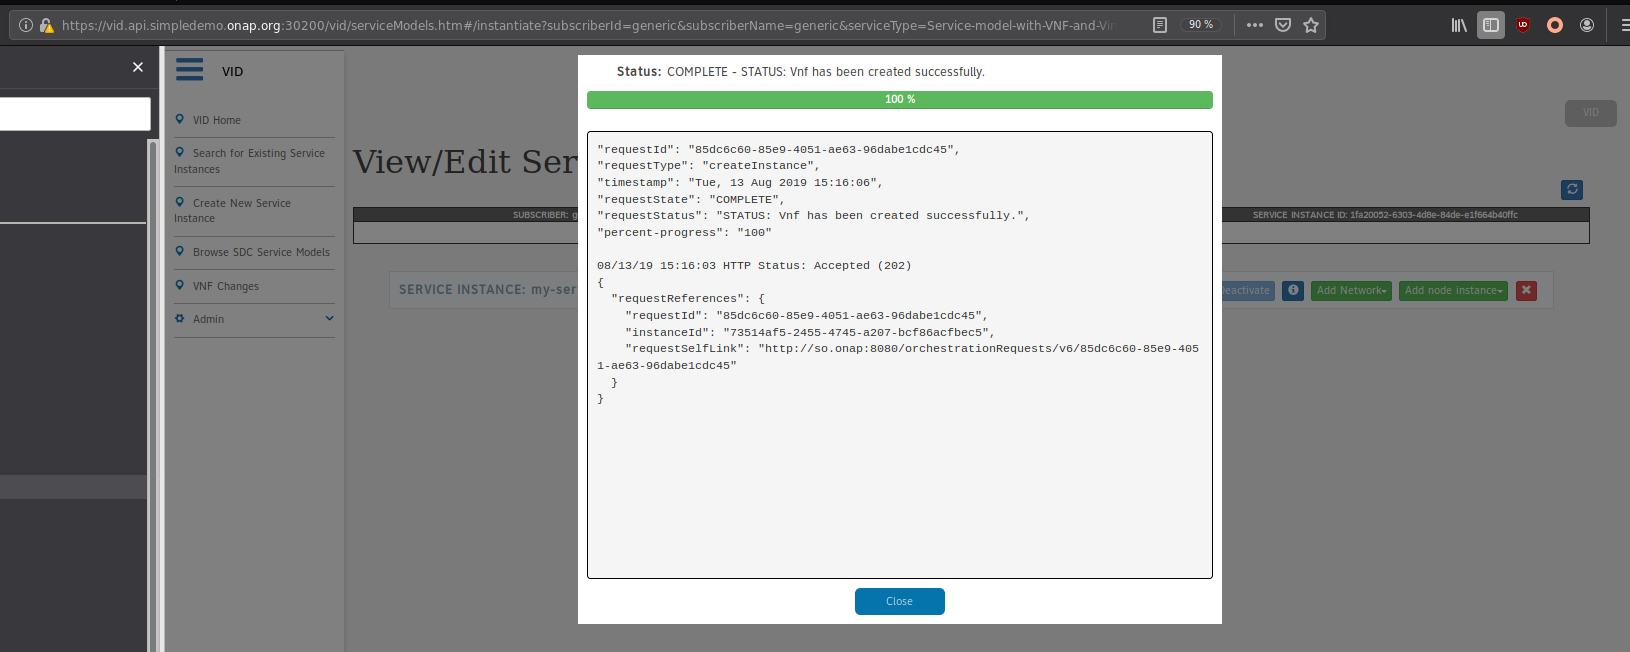 https://vid.api.simpledemo.onap.org:30200/vid/serviceModels.htm#/instantiate?subscriberId=generic&subscriberName=generic&serviceType=Service-model-with-VNF-and-Vi
90 %
VID
VID Home
Search for Existing Service
Instances
Create New Service
Instance
Browse SDC Service Models
VNF Changes
Admin
View/Edit Ser
VID
SUBSCRIBER: g
SERVICE INSTANCE ID: 1fa20052-6303-4d8e-84de-e1f664b40ffc
SERVICE INSTANCE: my-ser
Deactivate
Add Network
Add node instance
Status: COMPLETE - STATUS: Vnf has been created successfully.
100 %
"requestId": "85dc6c60-85e9-4051-ae63-96dabe1cdc45",
"requestType": "createInstance",
"timestamp": "Tue, 13 Aug 2019 15:16:06",
"requestState": "COMPLETE",
"requestStatus": "STATUS: Vnf has been created successfully.",
"percent-progress": "100"
08/13/19 15:16:03 HTTP Status: Accepted (202)
{
"requestReferences": {
"requestId": "85dc6c60-85e9-4051-ae63-96dabe1cdc45",
"instanceId": "73514af5-2455-4745-a207-bcf86acfbec5",
"requestSelfLink": "http://so.onap:8080/orchestrationRequests/v6/85dc6c60-85e9-405
1-ae63-96dabe1cdc45"
}
}
Close